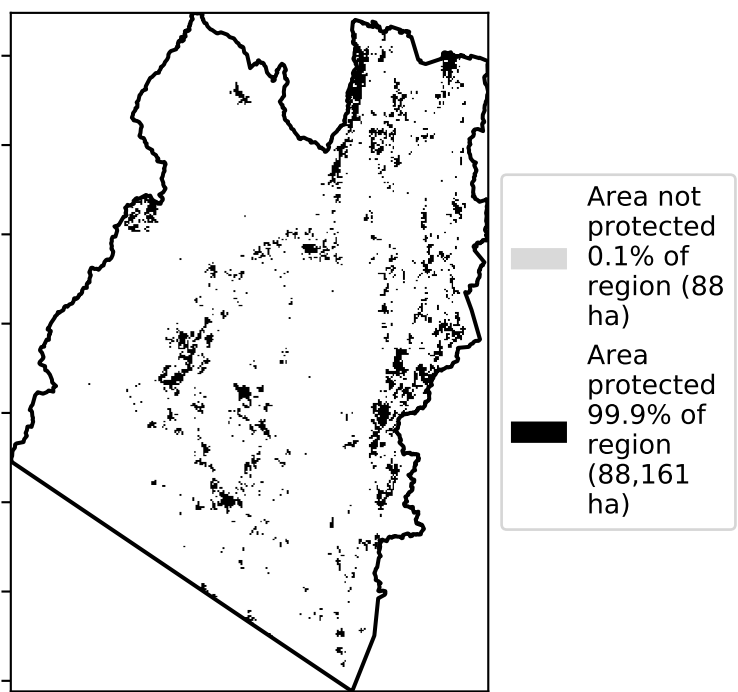 Area not
protected
0.1% of
region (88
ha)
Area
protected
99.9% of
region
(88,161
ha)